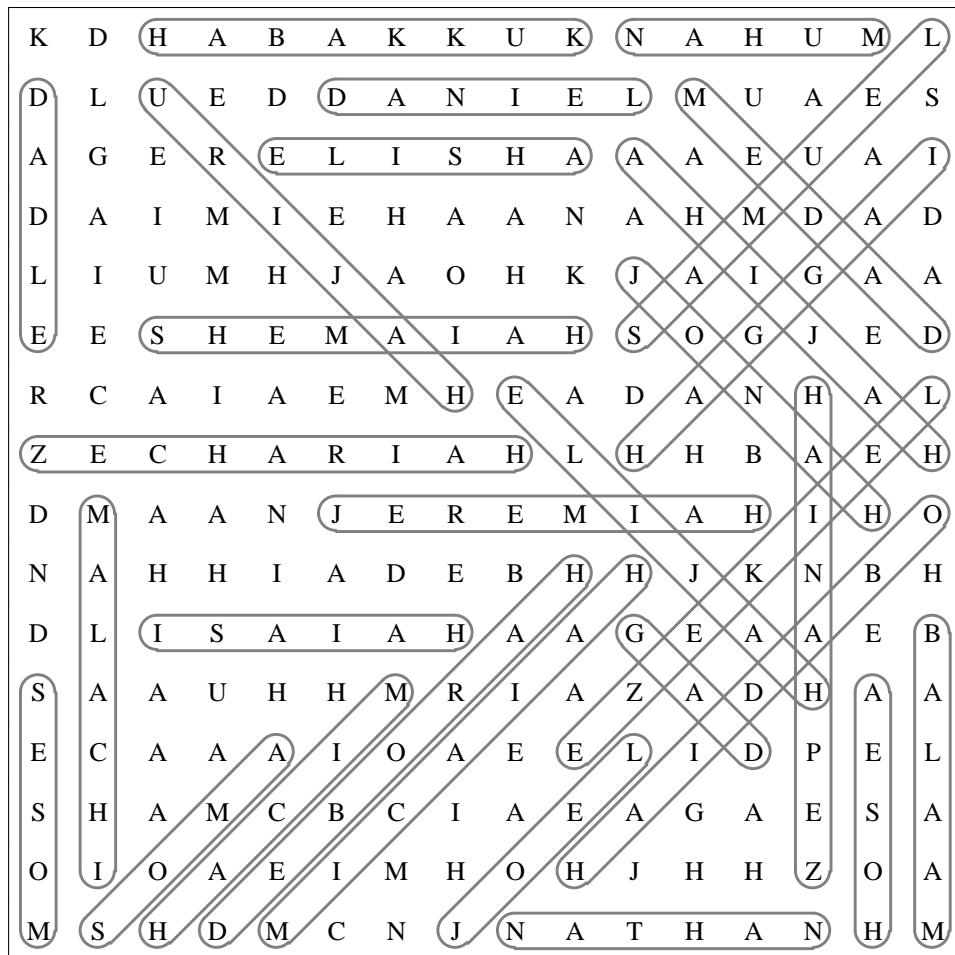 K D H A B A K K U K N A H U M L
D L U E D D A N I E L M U A E S
A G E R E L I S H A A A E U A I
D A I M I E H A A N A H M D A D
L I U M H J A O H K J A I G A A
E E S H E M A I A H S O G J E D
R C A I A E M H E A D A N H A L
Z E C H A R I A H L H H B A E H
D M A A N J E R E M I A H I H O
N A H H I A D E B H H J K N B H
D L I S A I A H A A G E A A E B
S A A U H H M R I A Z A D H A A
E C A A A I O A E E L I D P E L
S H A M C B C I A E A G A E S A
O I O A E I M H O H J H H Z O A
M S H D M C N J N A T H A N H M